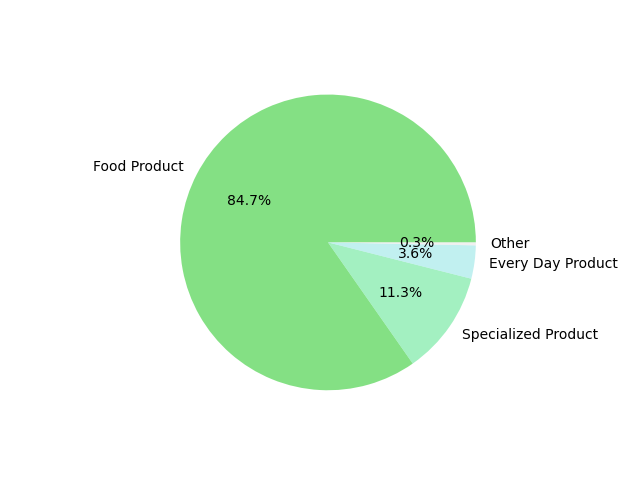 Food Product
84.7%
0.3%
Other
3.6%
Every Day Product
11.3%
Specialized Product